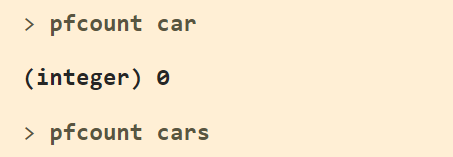 > pfcount car
(integer) 0
> pfcount cars